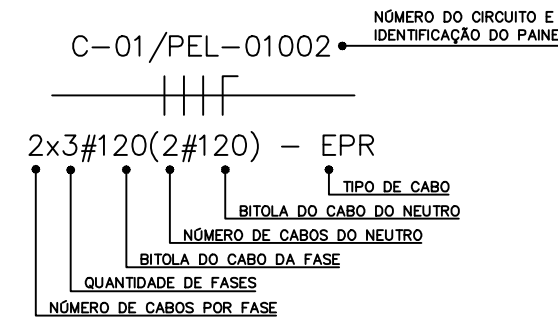 NÚMERO DO CIRCUITO E
IDENTIFICAÇÃO DO PAINE
C-01/PEL-01002
2x3#120(2#120) - EPR
TIPO DE CABO
BITOLA DO CABO DO NEUTRO
NÚMERO DE CABOS DO NEUTRO
BITOLA DO CABO DA FASE
QUANTIDADE DE FASES
NÚMERO DE CABOS POR FASE